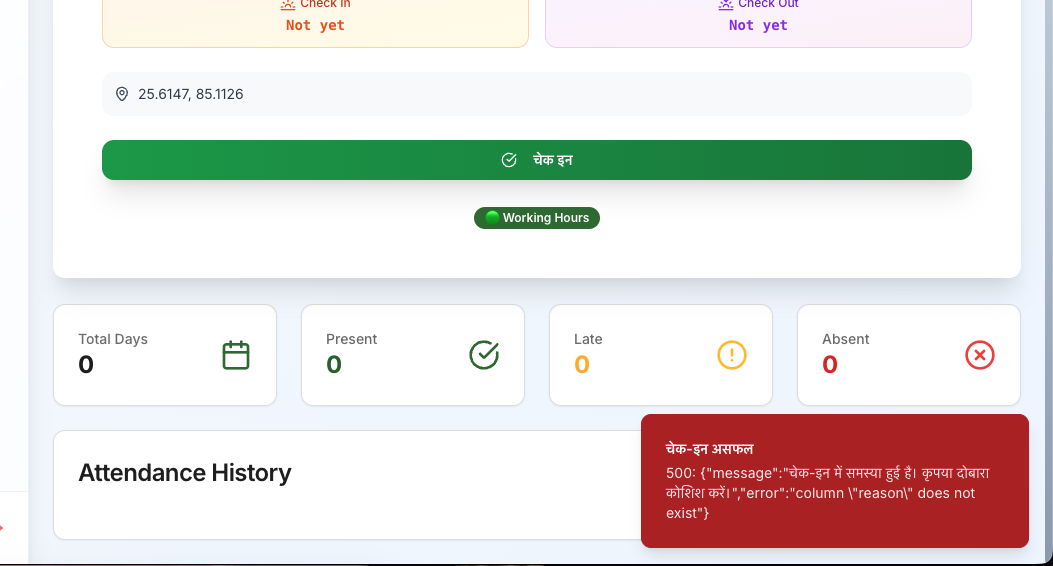 Check In
Check Out
Not yet
Not yet
25.6147, 85.1126
चेक इन
Working Hours
Total Days
0
Present
0
Late
0
Absent
0
Attendance History
चेक-इन असफल
500: {"message":"चेक-इन में समस्या हुई है। कृपया दोबारा
कोशिश करें।","error":"column \"reason\" does not
exist"}